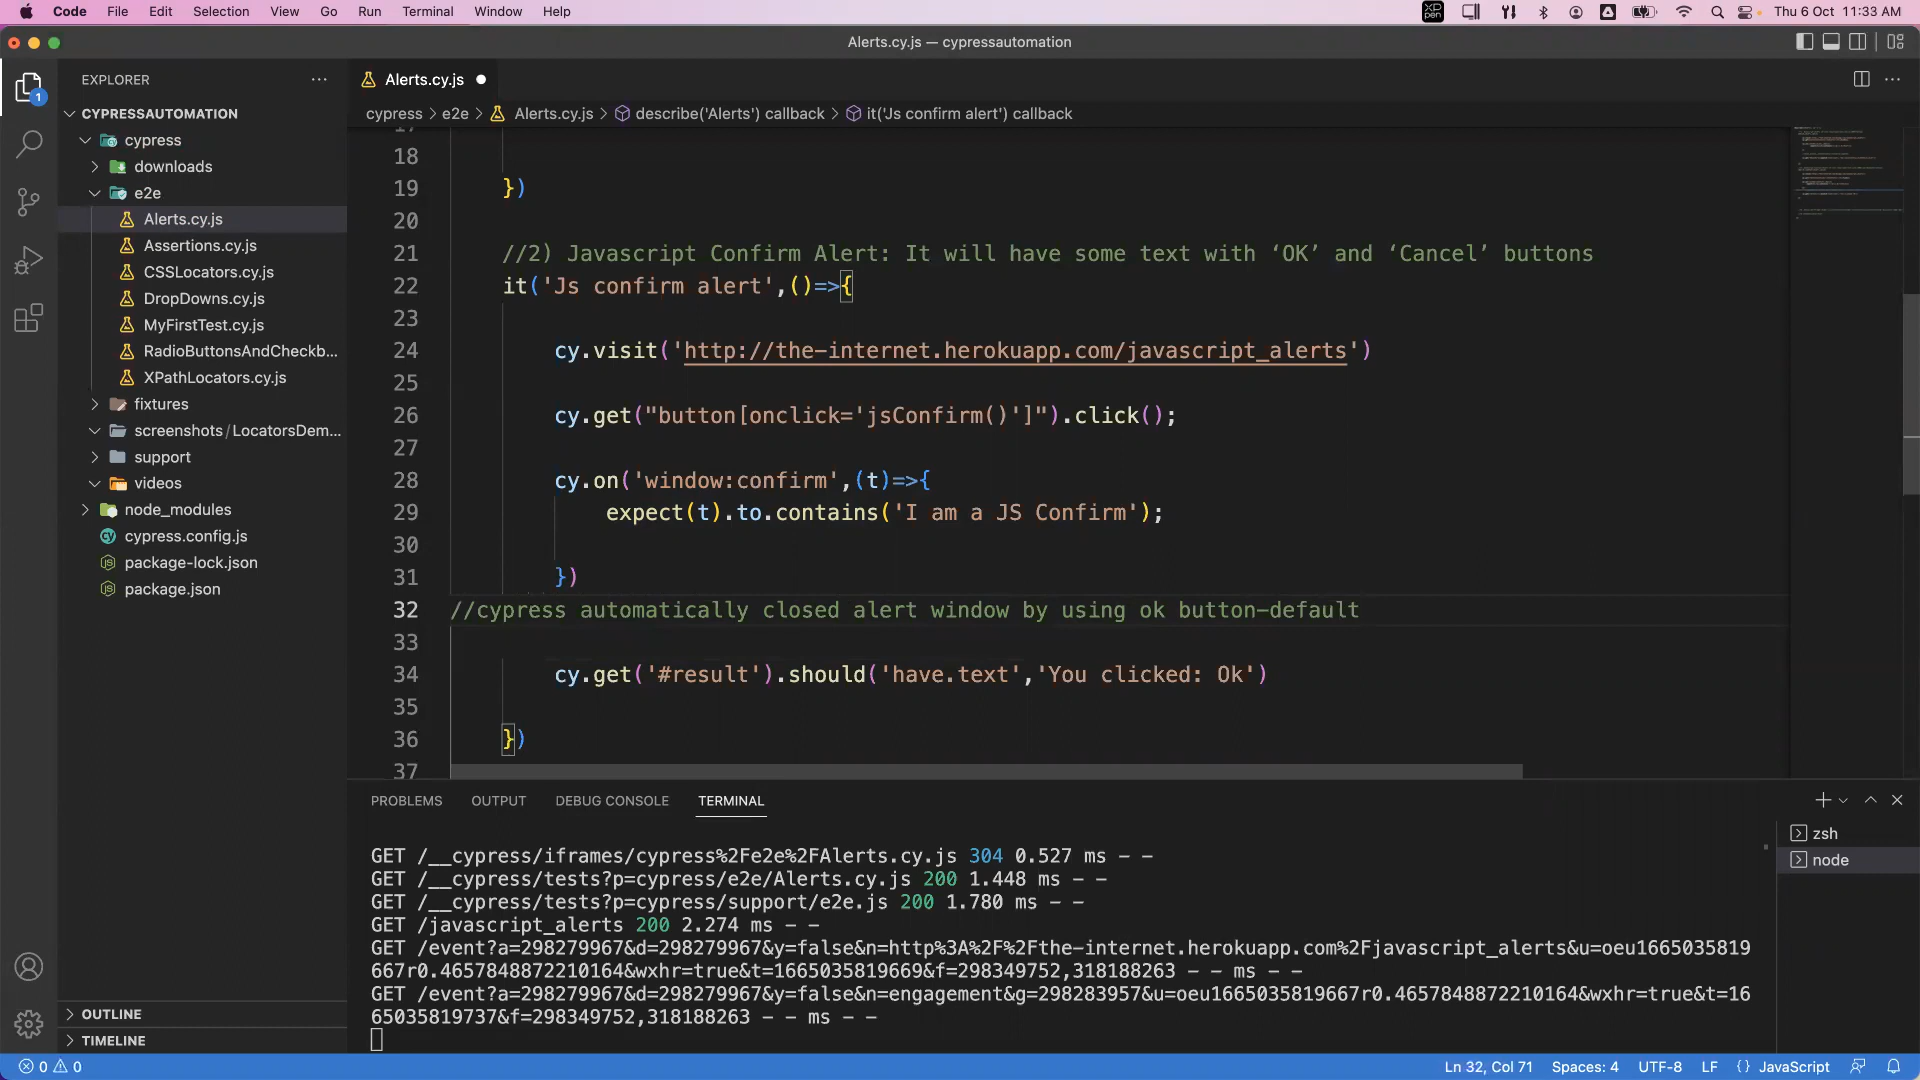 Code File Edit Selection View Go Run Terminal Window Help
XP pen
Thu 6 Oct 11:33 AM
Alerts.cy.js — cypressautomation
EXPLORER
1
CYPRESSAUTOMATION
cypress
downloads
e2e
Alerts.cy.js
Assertions.cy.js
CSSLocators.cy.js
DropDowns.cy.js
MyFirstTest.cy.js
RadioButtonsAndCheckb...
XPathLocators.cy.js
fixtures
screenshots/LocatorsDem...
support
videos
node_modules
cypress.config.js
package-lock.json
package.json
OUTLINE
TIMELINE
Alerts.cy.js
cypress > e2e > Alerts.cy.js > describe('Alerts') callback > it('Js confirm alert') callback
17
18
19 })
20
21 //2) Javascript Confirm Alert: It will have some text with ‘OK’ and ‘Cancel’ buttons
22 it('Js confirm alert',()=>{
23
24 cy.visit('http://the-internet.herokuapp.com/javascript_alerts')
25
26 cy.get("button[onclick='jsConfirm()']").click();
27
28 cy.on('window:confirm',(t)=>{
29 expect(t).to.contains('I am a JS Confirm');
30
31 })
32 //cypress automatically closed alert window by using ok button-default
33
34 cy.get('#result').should('have.text','You clicked: Ok')
35
36 })
37
PROBLEMS OUTPUT DEBUG CONSOLE TERMINAL
GET /__cypress/iframes/cypress%2Fe2e%2FAlerts.cy.js 304 0.527 ms - -
GET /__cypress/tests?p=cypress/e2e/Alerts.cy.js 200 1.448 ms - -
GET /__cypress/tests?p=cypress/support/e2e.js 200 1.780 ms - -
GET /javascript_alerts 200 2.274 ms - -
GET /event?a=298279967&d=298279967&y=false&n=http%3A%2F%2Fthe-internet.herokuapp.com%2Fjavascript_alerts&u=oeu1665035819
667r0.4657848872210164&wxhr=true&t=1665035819669&f=298349752,318188263 - - ms - -
GET /event?a=298279967&d=298279967&y=false&n=engagement&g=298283957&u=oeu1665035819667r0.4657848872210164&wxhr=true&t=16
65035819737&f=298349752,318188263 - - ms - -
zsh
node
0 0
Ln 32, Col 71 Spaces: 4 UTF-8 LF {} JavaScript